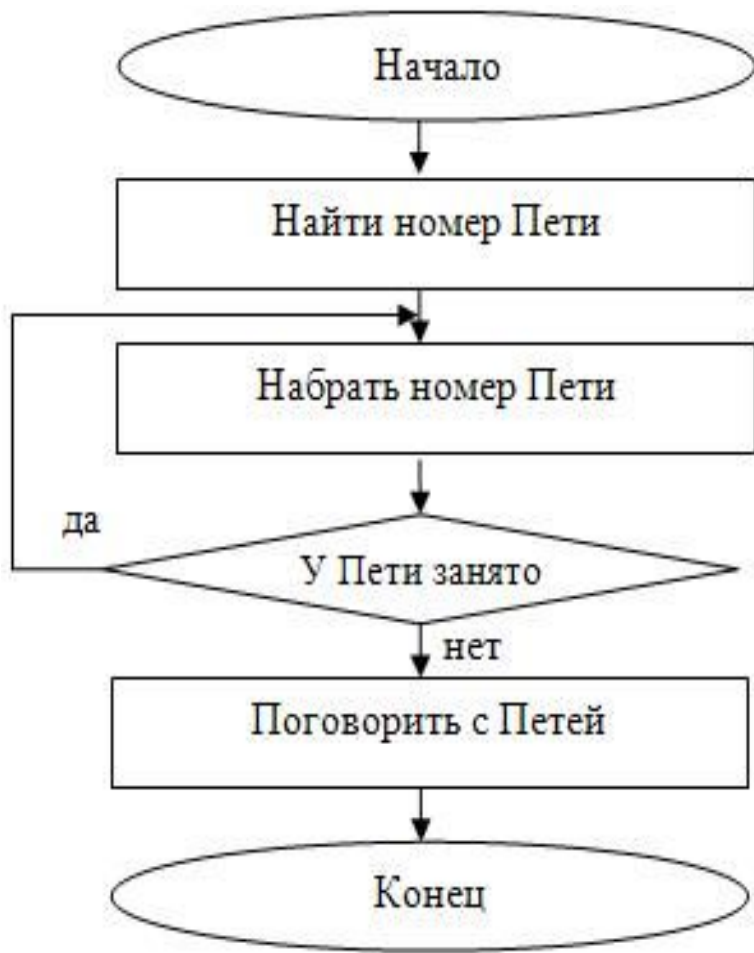 Начало
Найти номер Пети
Набрать номер Пети
да
У Пети занято
нет
Поговорить с Петей
Конец